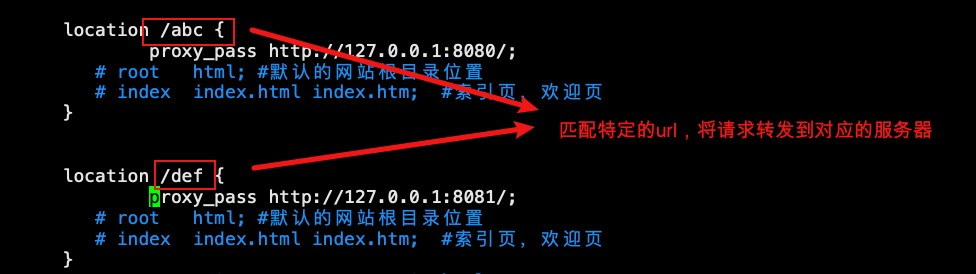 location /abc {
proxy_pass http://127.0.0.1:8080/;
# root html; #默认的网站根目录位置
# index index.html index.htm; #索引页，欢迎页
}
匹配特定的url，将请求转发到对应的服务器
location /def {
proxy_pass http://127.0.0.1:8081/;
# root html; #默认的网站根目录位置
# index index.html index.htm; #索引页，欢迎页
}